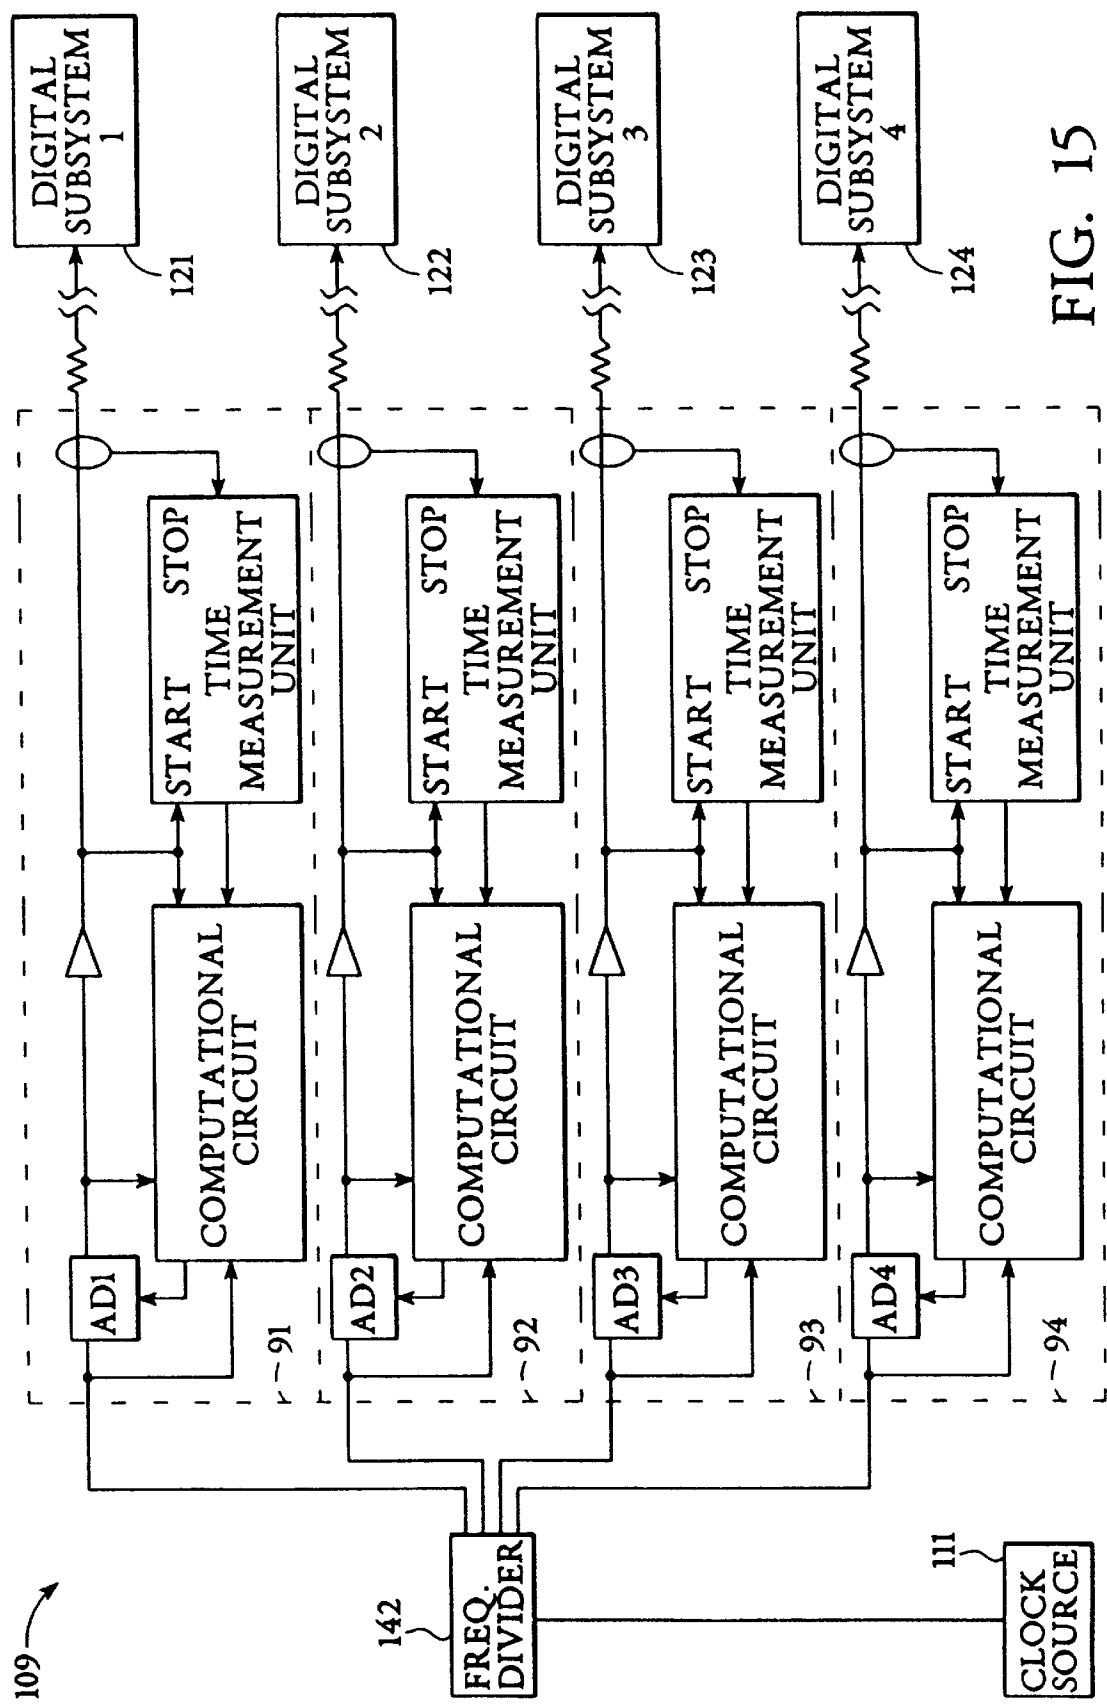 109
CLOCK
SOURCE
111
FREQ.
DIVIDER
142
AD1
COMPUTATIONAL
CIRCUIT
START STOP
TIME
MEASUREMENT
UNIT
91
DIGITAL
SUBSYSTEM
1
121
AD2
COMPUTATIONAL
CIRCUIT
START STOP
TIME
MEASUREMENT
UNIT
92
DIGITAL
SUBSYSTEM
2
122
AD3
COMPUTATIONAL
CIRCUIT
START STOP
TIME
MEASUREMENT
UNIT
93
DIGITAL
SUBSYSTEM
3
123
AD4
COMPUTATIONAL
CIRCUIT
START STOP
TIME
MEASUREMENT
UNIT
94
DIGITAL
SUBSYSTEM
4
124
FIG. 15